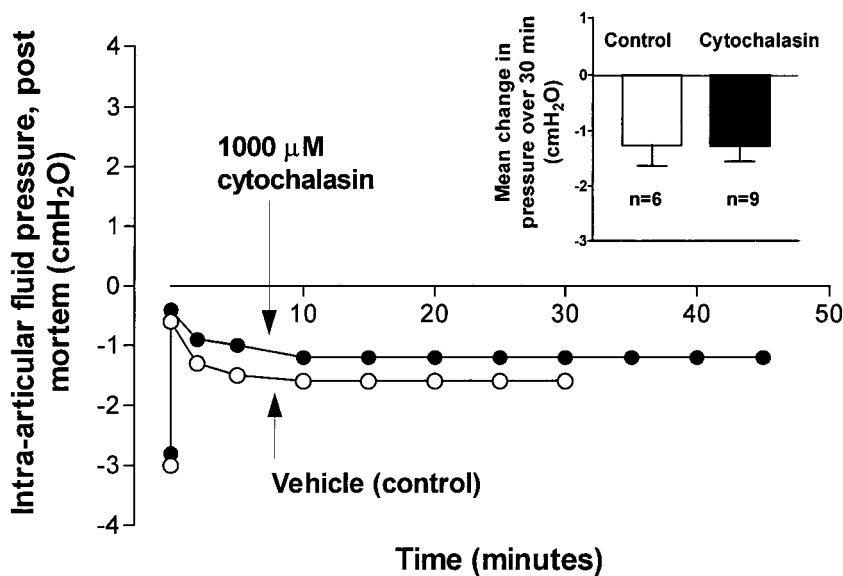 Intra-articular fluid pressure, post
mortem (cmH₂O)
4
3
2
1
0
-1
-2
-3
-4
1000 μM
cytochalasin
Vehicle (control)
10
20
30
40
50
Time (minutes)
Mean change in
pressure over 30 min
(cmH₂O)
1
0
-1
-2
-3
Control Cytochalasin
n=6 n=9